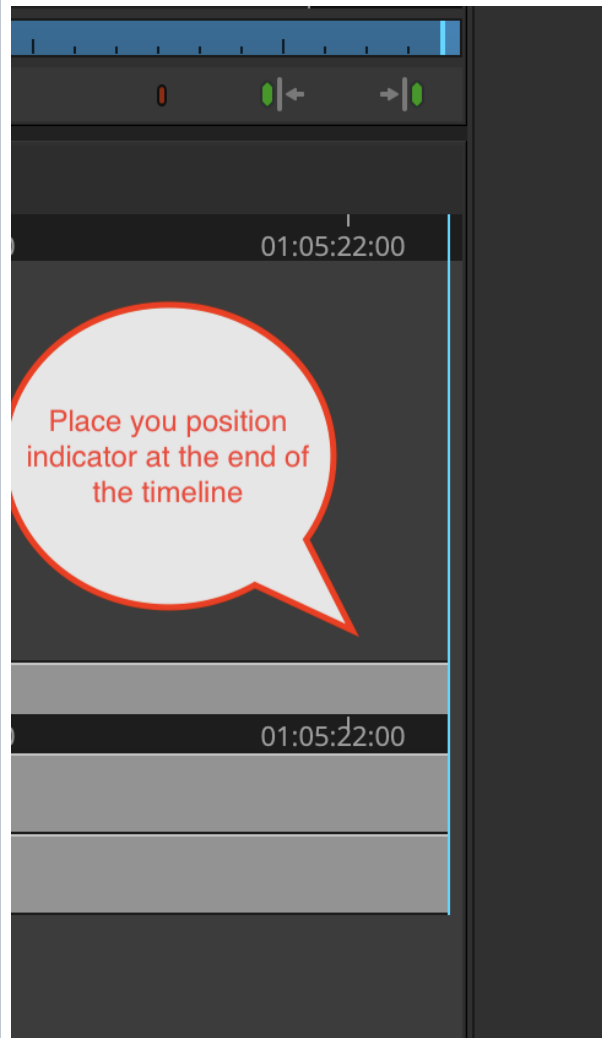 01:05:22:00
Place you position
indicator at the end of
the timeline
01:05:22:00